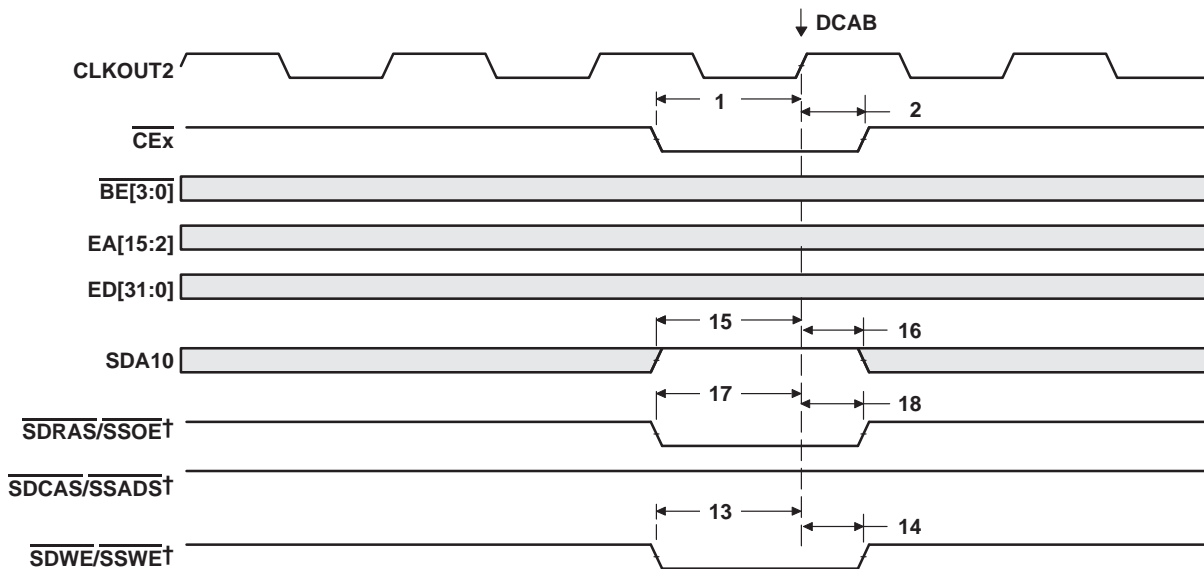 DCAB
CLKOUT2
1
2
CEx
BE[3:0]
EA[15:2]
ED[31:0]
15
16
SDA10
17
18
SDRAS/SSOE†
SDCAS/SSADS†
13
14
SDWE/SSWE†